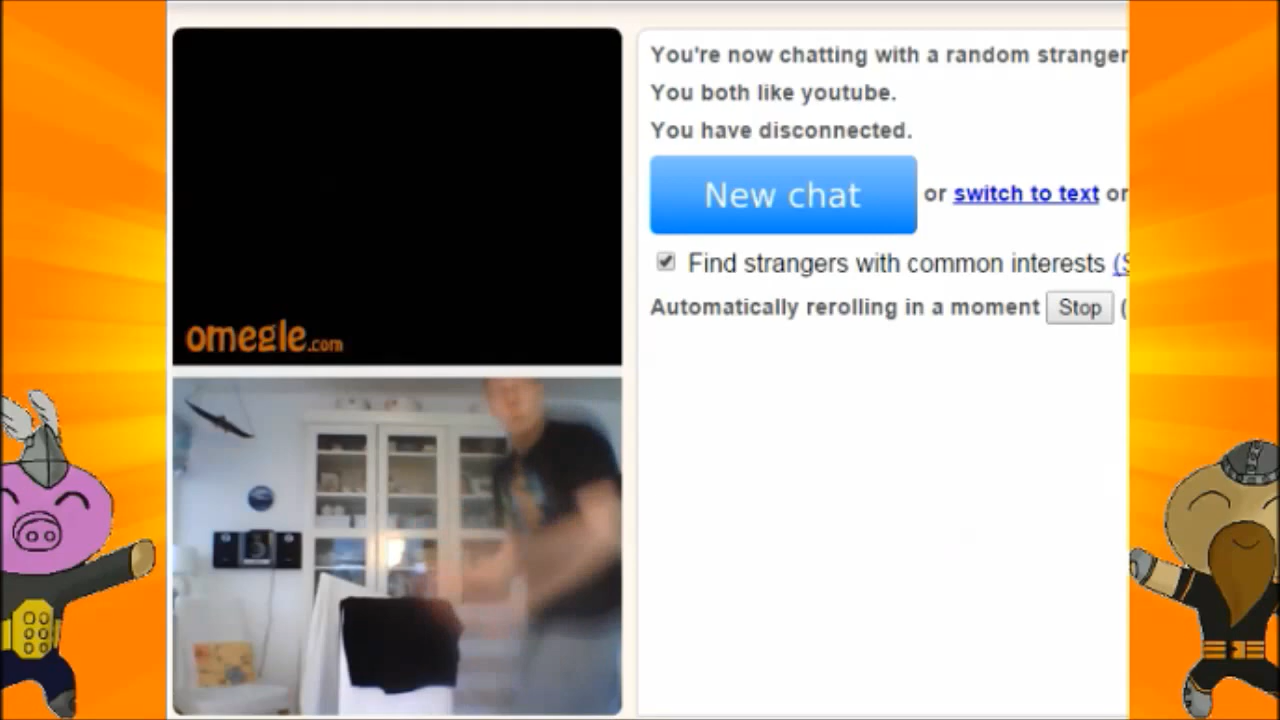 You're now chatting with a random stranger
You both like youtube.
You have disconnected.
New chat or switch to text or
Find strangers with common interests (S
Automatically rerolling in a moment Stop (
omegle.com